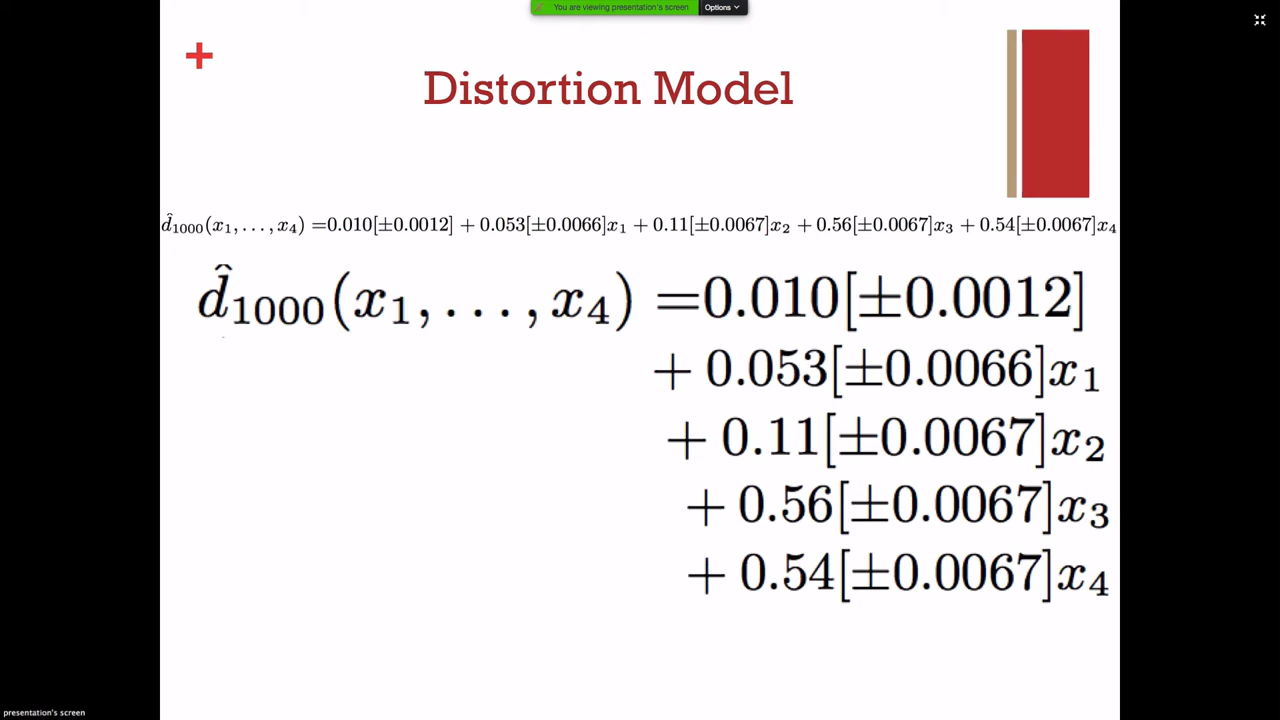 You are viewing presentation's screen Options
+
Distortion Model
d̂₁₀₀₀(x₁, . . . , x₄) =0.010[±0.0012] + 0.053[±0.0066]x₁ + 0.11[±0.0067]x₂ + 0.56[±0.0067]x₃ + 0.54[±0.0067]x₄
d̂₁₀₀₀(x₁, . . . , x₄) =0.010[±0.0012]
+ 0.053[±0.0066]x₁
+ 0.11[±0.0067]x₂
+ 0.56[±0.0067]x₃
+ 0.54[±0.0067]x₄
presentation's screen